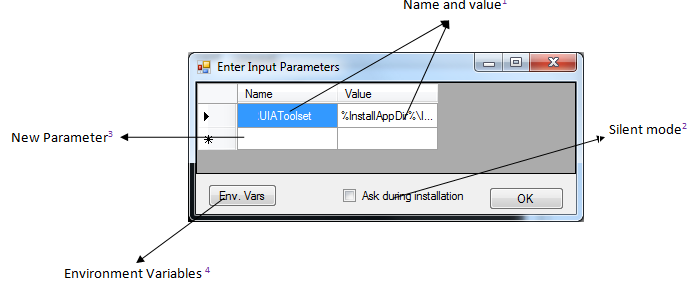 Name and value1
Enter Input Parameters
Name Value
.UIAToolset %InstallAppDir%\I...
New Parameter3
Silent mode2
Env. Vars Ask during installation OK
Environment Variables 4